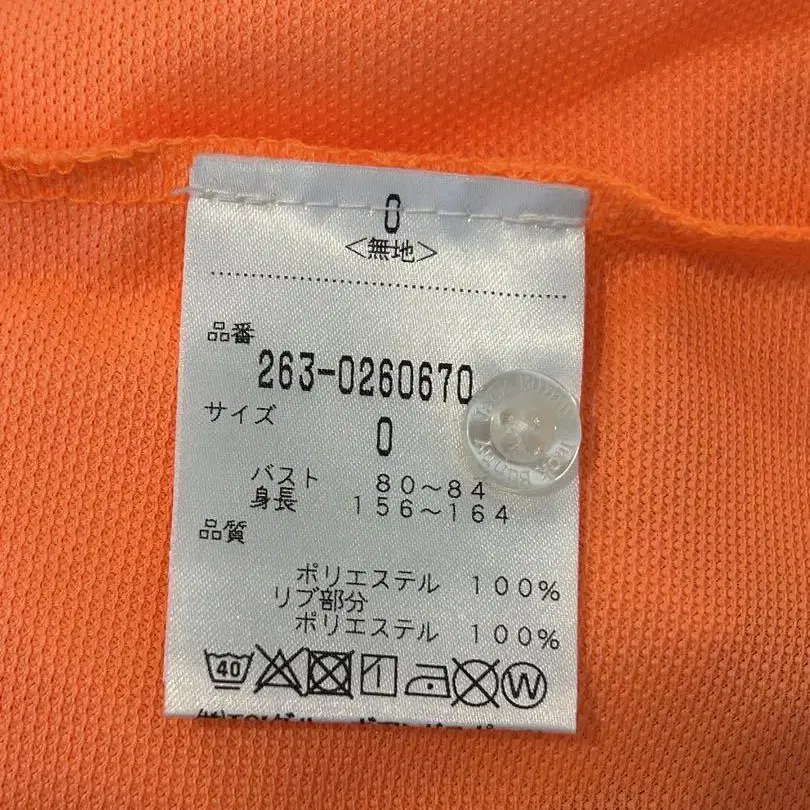 0
<無地>
品番
263-0260670
サイズ
0
バスト 80~84
身長 156~164
品質
ポリエステル 100%
リブ部分
ポリエステル 100%
40
W